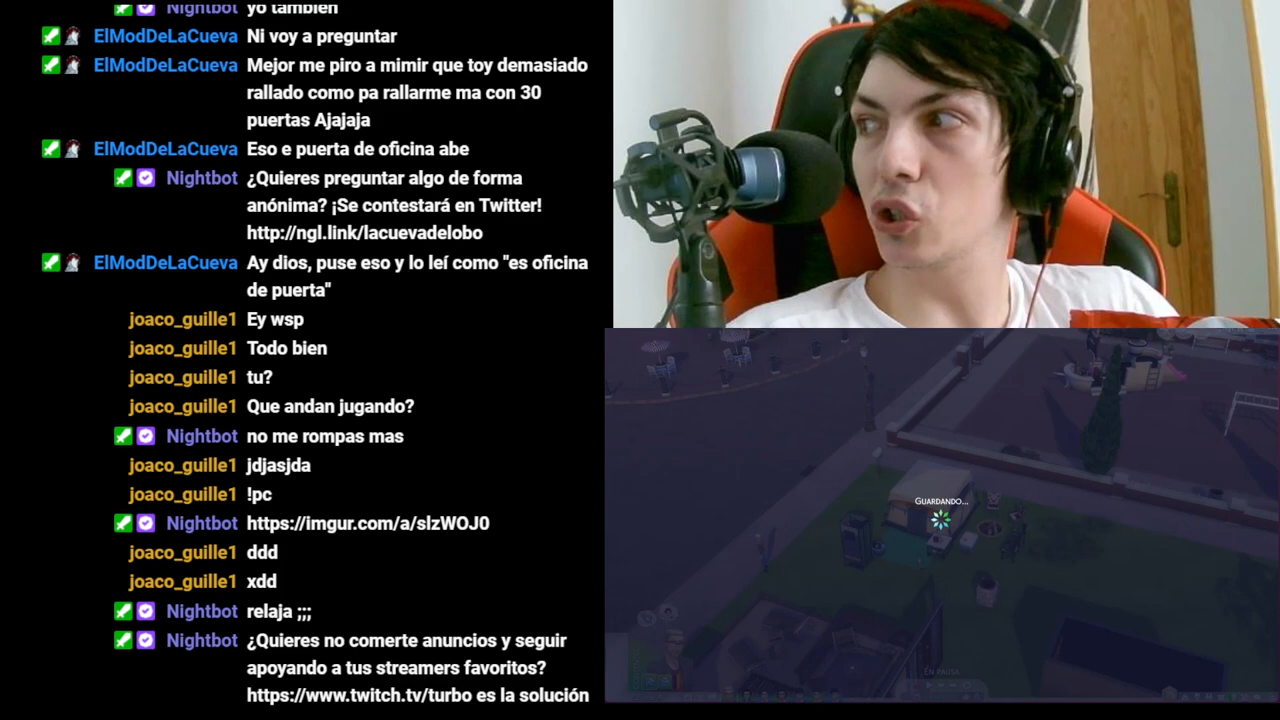 Nightbot yo también
ElModDeLaCueva Ni voy a preguntar
ElModDeLaCueva Mejor me piro a mimir que toy demasiado
rallado como pa rallarme ma con 30
puertas Ajajaja
ElModDeLaCueva Eso e puerta de oficina abe
Nightbot ¿Quieres preguntar algo de forma
anónima? ¡Se contestará en Twitter!
http://ngl.link/lacuevadelobo
ElModDeLaCueva Ay dios, puse eso y lo leí como "es oficina
de puerta"
joaco_guille1 Ey wsp
joaco_guille1 Todo bien
joaco_guille1 tu?
joaco_guille1 Que andan jugando?
Nightbot no me rompas mas
joaco_guille1 jdjasjda
joaco_guille1 !pc
Nightbot https://imgur.com/a/slzWOJ0
joaco_guille1 ddd
joaco_guille1 xdd
Nightbot relaja ;;;
Nightbot ¿Quieres no comerte anuncios y seguir
apoyando a tus streamers favoritos?
https://www.twitch.tv/turbo es la solución
GUARDANDO...
EN PAUSA